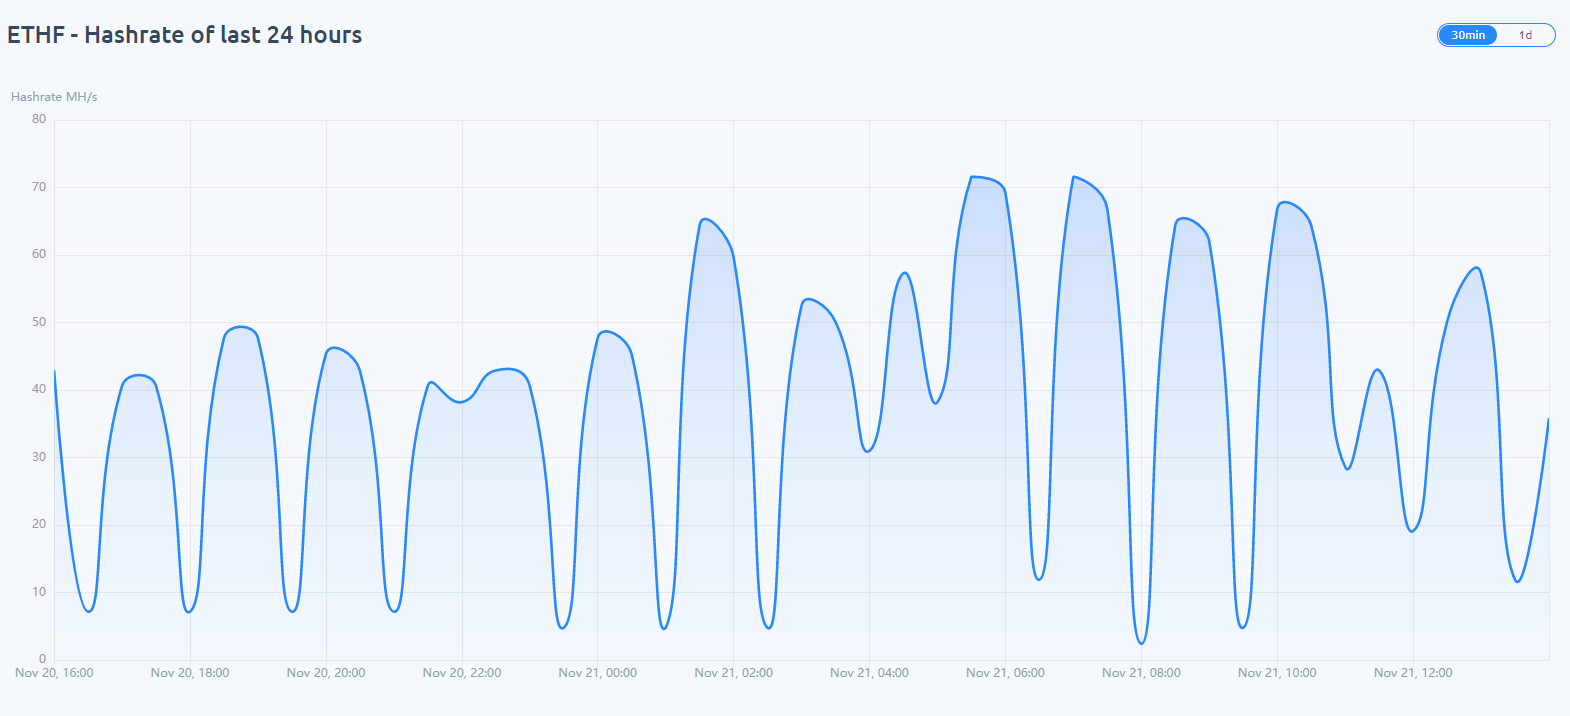 ETHF - Hashrate of last 24 hours
30min 1d
Hashrate MH/s
80
70
60
50
40
30
20
10
0
Nov 20, 16:00 Nov 20, 18:00 Nov 20, 20:00 Nov 20, 22:00 Nov 21, 00:00 Nov 21, 02:00 Nov 21, 04:00 Nov 21, 06:00 Nov 21, 08:00 Nov 21, 10:00 Nov 21, 12:00